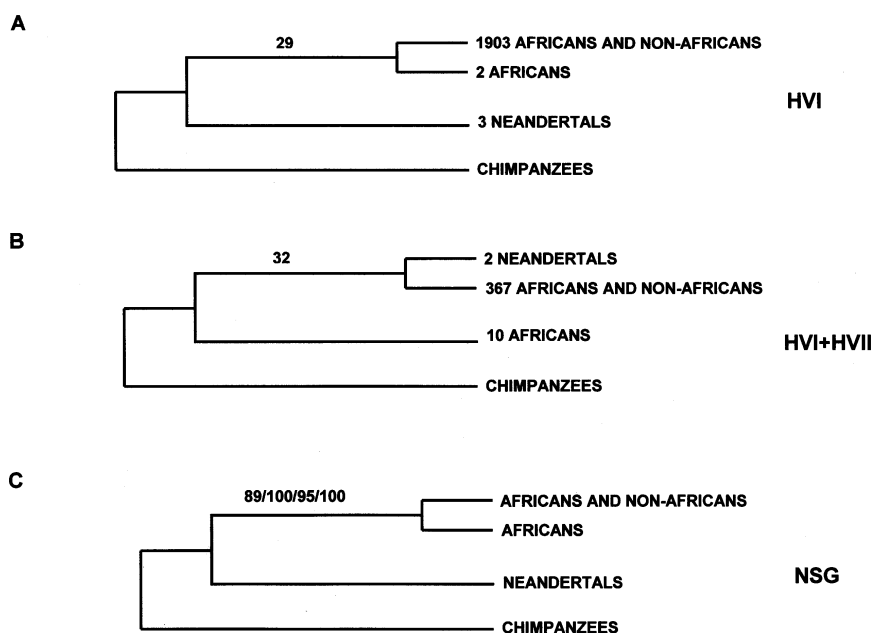 A
29
1903 AFRICANS AND NON-AFRICANS
2 AFRICANS
HVI
3 NEANDERTALS
CHIMPANZEES
B
32
2 NEANDERTALS
367 AFRICANS AND NON-AFRICANS
10 AFRICANS
HVI+HVII
CHIMPANZEES
C
89/100/95/100
AFRICANS AND NON-AFRICANS
AFRICANS
NEANDERTALS
NSG
CHIMPANZEES